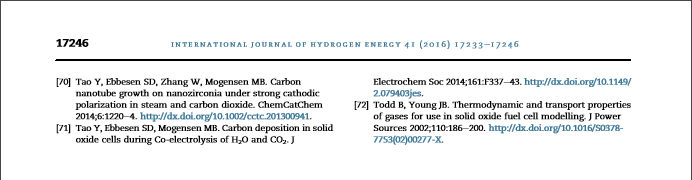 17246
INTERNATIONAL JOURNAL OF HYDROGEN ENERGY 41 (2016) 17233–17246
[70] Tao Y, Ebbesen SD, Zhang W, Mogensen MB. Carbon
nanotube growth on nanozirconia under strong cathodic
polarization in steam and carbon dioxide. ChemCatChem
2014;6:1220–4. http://dx.doi.org/10.1002/cctc.201300941.
[71] Tao Y, Ebbesen SD, Mogensen MB. Carbon deposition in solid
oxide cells during Co-electrolysis of H₂O and CO₂. J
Electrochem Soc 2014;161:F337–43. http://dx.doi.org/10.1149/
2.079403jes.
[72] Todd B, Young JB. Thermodynamic and transport properties
of gases for use in solid oxide fuel cell modelling. J Power
Sources 2002;110:186–200. http://dx.doi.org/10.1016/S0378-
7753(02)00277-X.